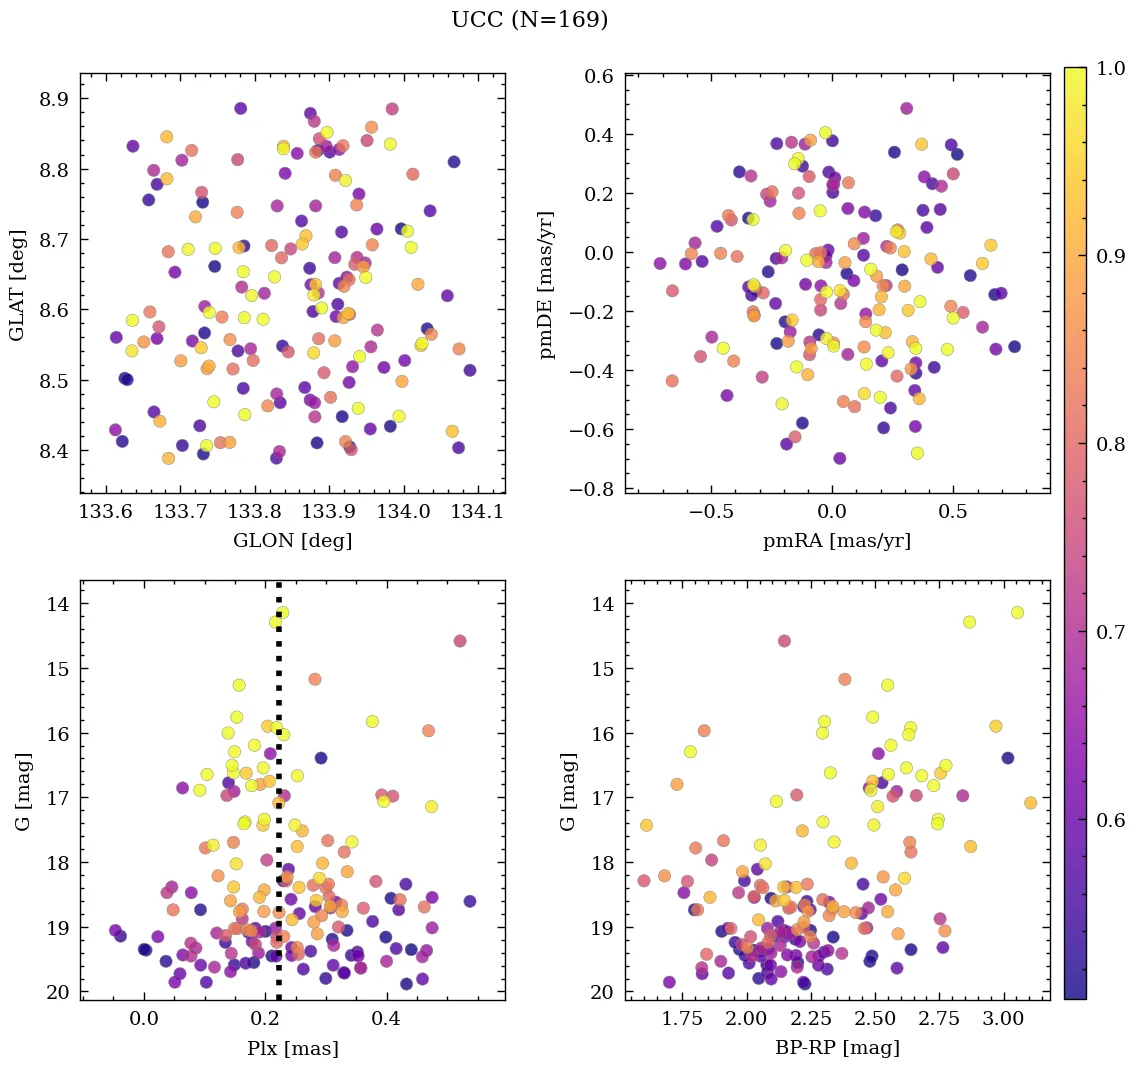 UCC (N=169)
8.9
8.8
8.7
8.6
8.5
8.4
GLAT [deg]
133.6 133.7 133.8 133.9 134.0 134.1
GLON [deg]
0.6
0.4
0.2
0.0
−0.2
−0.4
−0.6
−0.8
pmDE [mas/yr]
−0.5 0.0 0.5
pmRA [mas/yr]
14
15
16
17
18
19
20
G [mag]
0.0 0.2 0.4
Plx [mas]
14
15
16
17
18
19
20
G [mag]
1.75 2.00 2.25 2.50 2.75 3.00
BP-RP [mag]
1.0
0.9
0.8
0.7
0.6